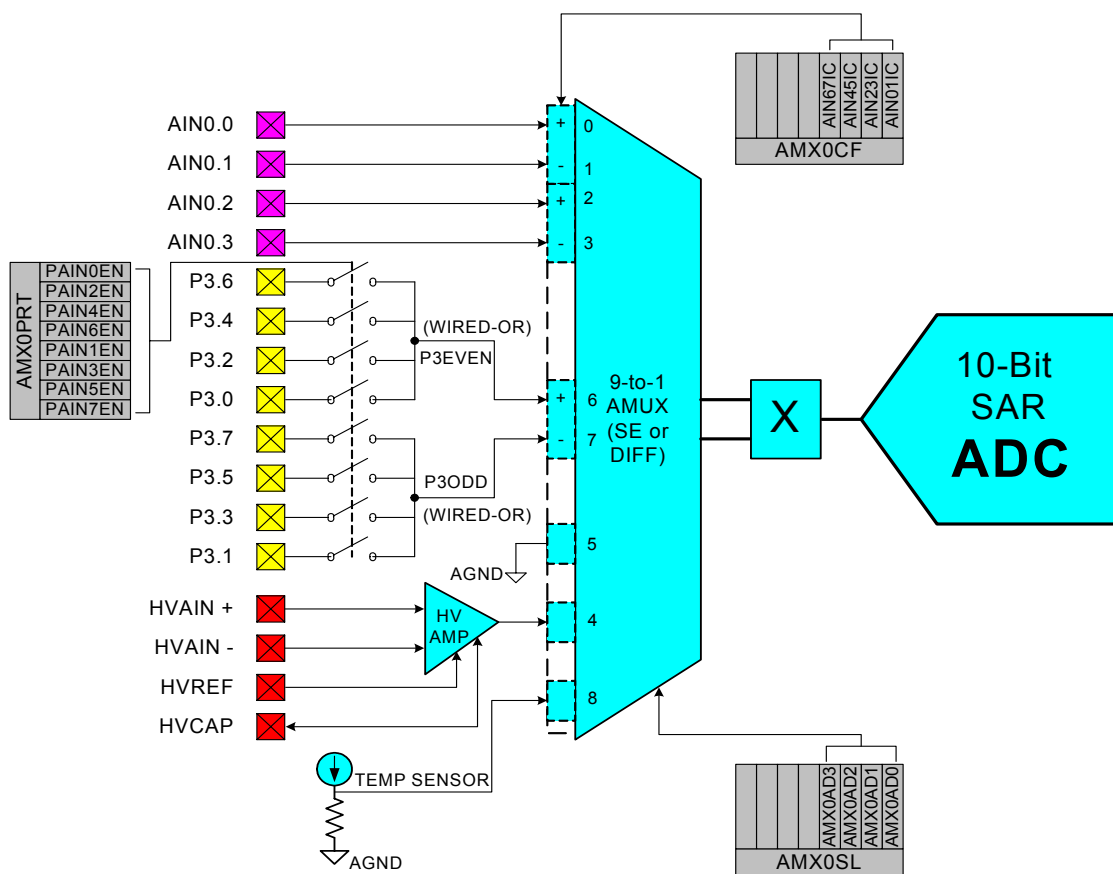 AIN67IC
AIN45IC
AIN23IC
AIN01IC
AMX0CF
AIN0.0
+
0
AIN0.1
-
1
AIN0.2
+
2
AIN0.3
-
3
AMX0PRT
PAIN0EN
PAIN2EN
PAIN4EN
PAIN6EN
PAIN1EN
PAIN3EN
PAIN5EN
PAIN7EN
P3.6
P3.4
P3.2
P3.0
P3.7
P3.5
P3.3
P3.1
(WIRED-OR)
P3EVEN
P3ODD
(WIRED-OR)
+
6
-
7
9-to-1
AMUX
(SE or
DIFF)
X
10-Bit
SAR
ADC
5
AGND
HVAIN +
HVAIN -
HVREF
HVCAP
HV
AMP
4
8
TEMP SENSOR
AGND
AMX0AD3
AMX0AD2
AMX0AD1
AMX0AD0
AMX0SL